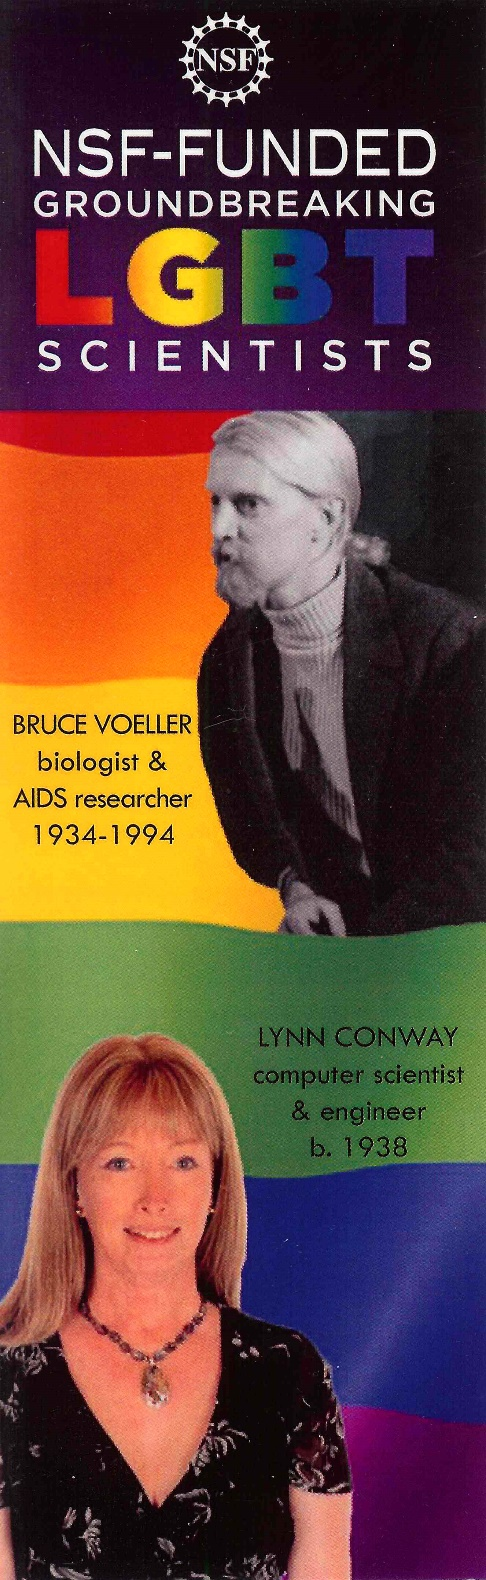 NSF
NSF-FUNDED
GROUNDBREAKING
LGBT
SCIENTISTS
BRUCE VOELLER
biologist &
AIDS researcher
1934-1994
LYNN CONWAY
computer scientist
& engineer
b. 1938